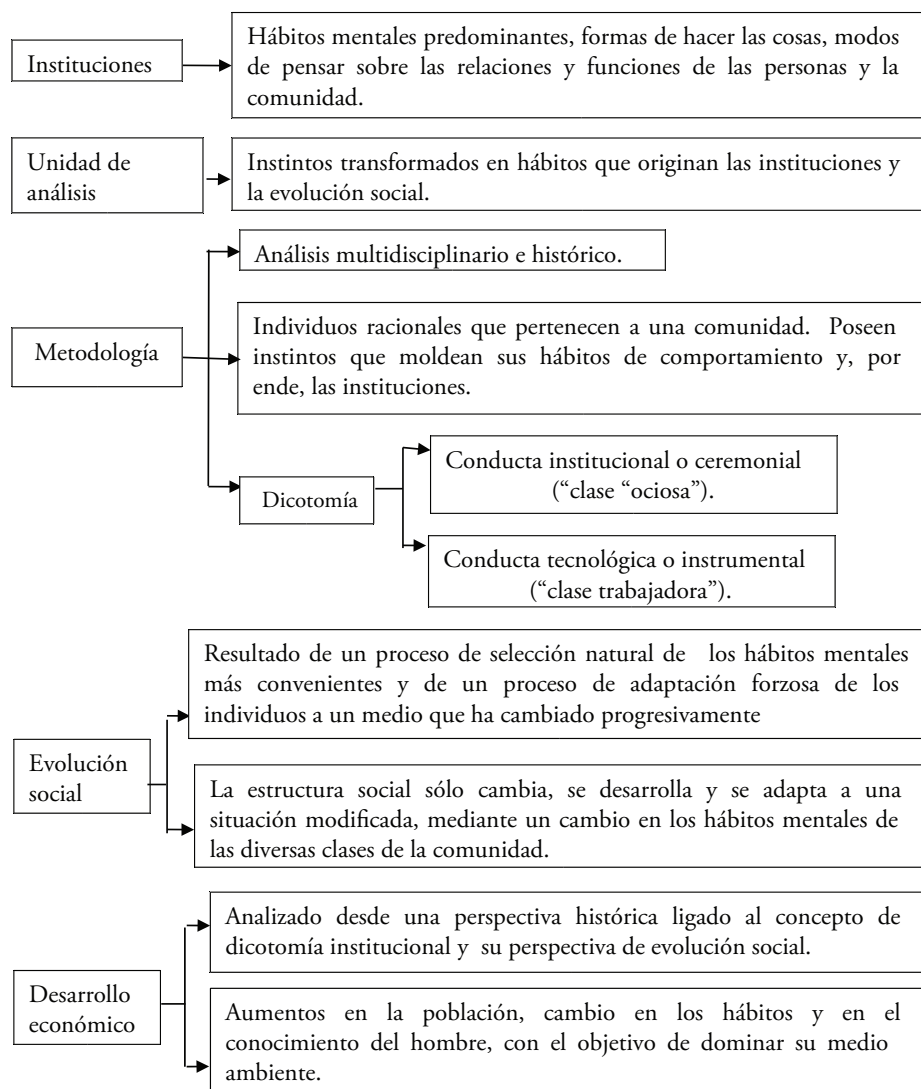 Instituciones
Hábitos mentales predominantes, formas de hacer las cosas, modos
de pensar sobre las relaciones y funciones de las personas y la
comunidad.
Unidad de
análisis
Instintos transformados en hábitos que originan las instituciones y
la evolución social.
Metodología
Análisis multidisciplinario e histórico.
Individuos racionales que pertenecen a una comunidad. Poseen
instintos que moldean sus hábitos de comportamiento y, por
ende, las instituciones.
Dicotomía
Conducta institucional o ceremonial
(“clase “ociosa”).
Conducta tecnológica o instrumental
(“clase trabajadora”).
Evolución
social
Resultado de un proceso de selección natural de los hábitos mentales
más convenientes y de un proceso de adaptación forzosa de los
individuos a un medio que ha cambiado progresivamente
La estructura social sólo cambia, se desarrolla y se adapta a una
situación modificada, mediante un cambio en los hábitos mentales de
las diversas clases de la comunidad.
Desarrollo
económico
Analizado desde una perspectiva histórica ligado al concepto de
dicotomía institucional y su perspectiva de evolución social.
Aumentos en la población, cambio en los hábitos y en el
conocimiento del hombre, con el objetivo de dominar su medio
ambiente.